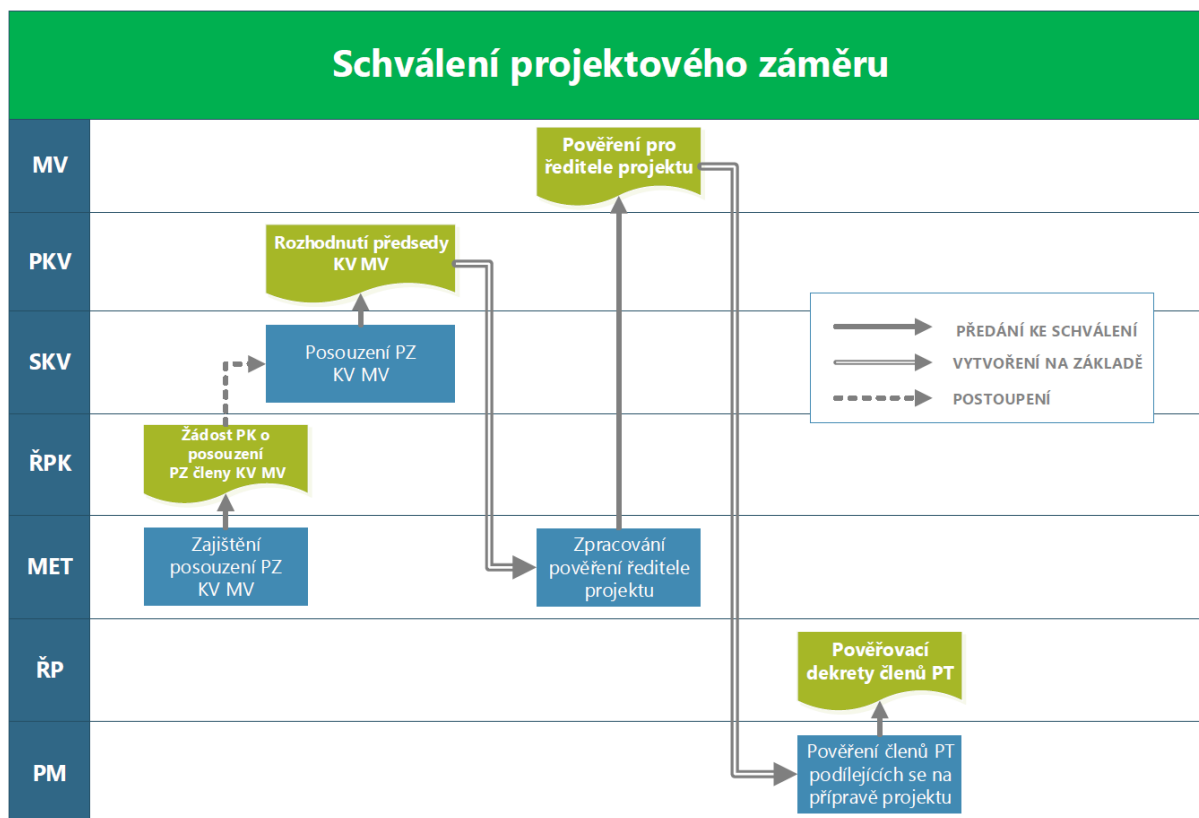 Schválení projektového záměru
MV
Pověření pro
ředitele projektu
PKV
Rozhodnutí předsedy
KV MV
SKV
Posouzení PZ
KV MV
PŘEDÁNÍ KE SCHVÁLENÍ
VYTVOŘENÍ NA ZÁKLADĚ
POSTOUPENÍ
ŘPK
Žádost PK o
posouzení
PZ členy KV MV
MET
Zajištění
posouzení PZ
KV MV
Zpracování
pověření ředitele
projektu
ŘP
Pověřovací
dekrety členů PT
PM
Pověření členů PT
podílejících se na
přípravě projektu